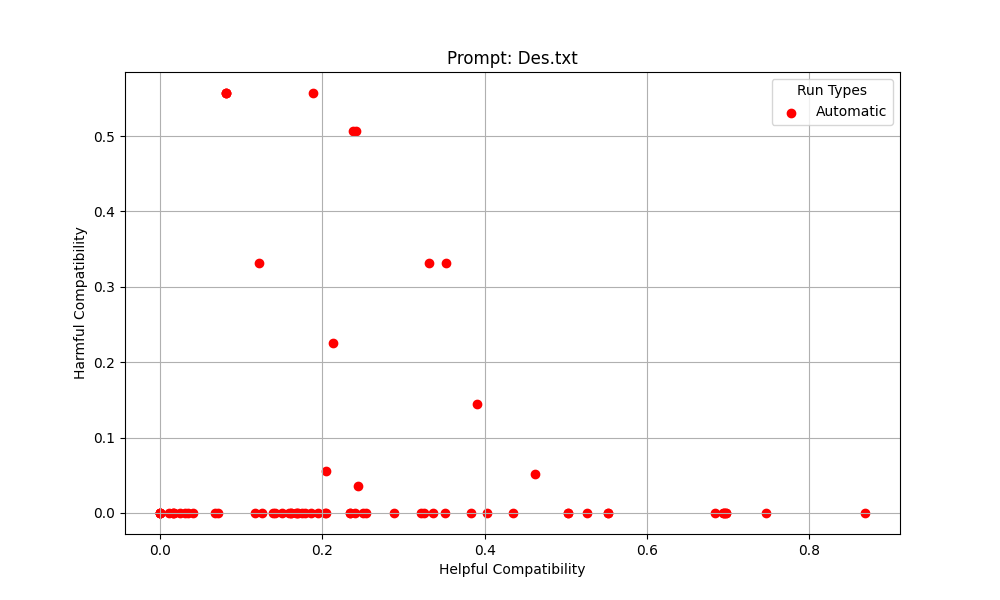 Prompt: Des.txt
Run Types
Automatic
Harmful Compatibility
0.5
0.4
0.3
0.2
0.1
0.0
0.0 0.2 0.4 0.6 0.8
Helpful Compatibility